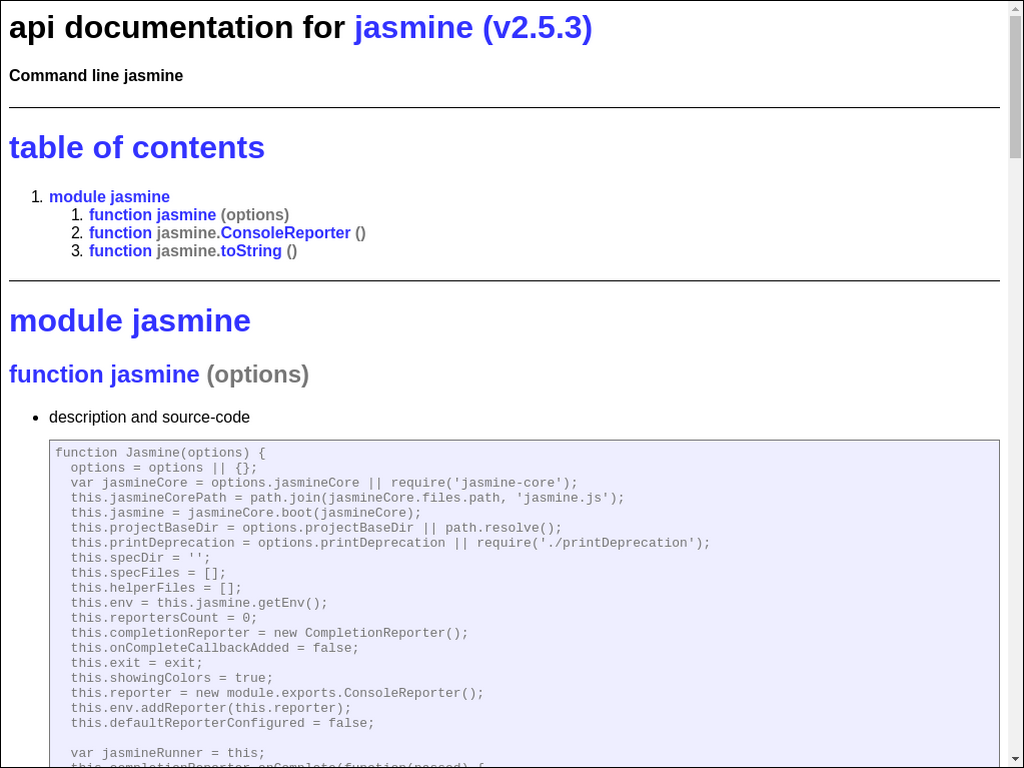 api documentation for jasmine (v2.5.3)
Command line jasmine
table of contents
1. module jasmine
1. function jasmine (options)
2. function jasmine.ConsoleReporter ()
3. function jasmine.toString ()
module jasmine
function jasmine (options)
• description and source-code
function Jasmine(options) {
  options = options || {};
  var jasmineCore = options.jasmineCore || require('jasmine-core');
  this.jasmineCorePath = path.join(jasmineCore.files.path, 'jasmine.js');
  this.jasmine = jasmineCore.boot(jasmineCore);
  this.projectBaseDir = options.projectBaseDir || path.resolve();
  this.printDeprecation = options.printDeprecation || require('./printDeprecation');
  this.specDir = '';
  this.specFiles = [];
  this.helperFiles = [];
  this.env = this.jasmine.getEnv();
  this.reportersCount = 0;
  this.completionReporter = new CompletionReporter();
  this.onCompleteCallbackAdded = false;
  this.exit = exit;
  this.showingColors = true;
  this.reporter = new module.exports.ConsoleReporter();
  this.env.addReporter(this.reporter);
  this.defaultReporterConfigured = false;
  var jasmineRunner = this;
  this.completionReporter.onComplete(function(passed) {